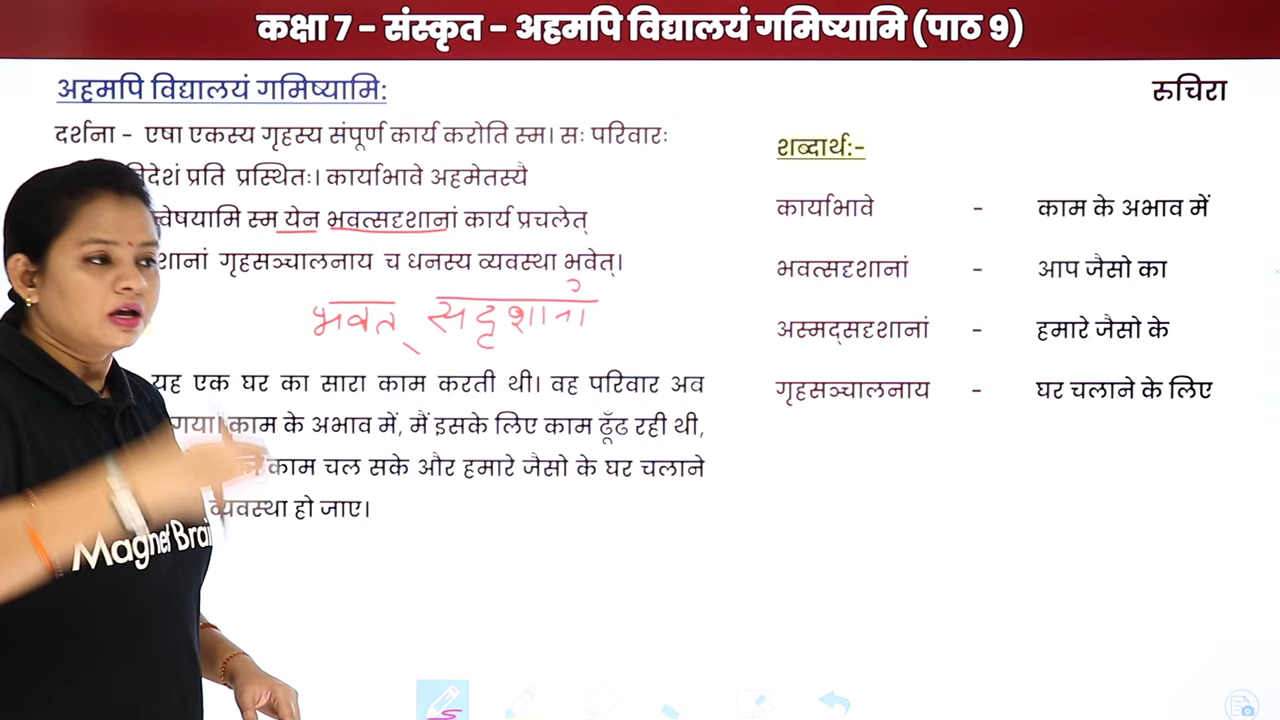 कक्षा 7 - संस्कृत - अहमपि विद्यालयं गमिष्यामि (पाठ 9)
अहमपि विद्यालयं गमिष्यामि:
रुचिरा
दर्शना - एषा एकस्य गृहस्य संपूर्ण कार्य करोति स्म। सः परिवारः
प्रति प्रस्थितः। कार्याभावे अहमेतस्यै
स्म येन भवत्सदृशानां कार्य प्रचलेत्
गृहसञ्चालनाय च धनस्य व्यवस्था भवेत्।
भवत् सदृशानां
यह एक घर का सारा काम करती थी। वह परिवार अव
गया। काम के अभाव में, मैं इसके लिए काम ढूँढ रही थी,
काम चल सके और हमारे जैसो के घर चलाने
व्यवस्था हो जाए।
शब्दार्थ:-
कार्याभावे - काम के अभाव में
भवत्सदृशानां - आप जैसो का
अस्मद्सदृशानां - हमारे जैसो के
गृहसञ्चालनाय - घर चलाने के लिए
Magnet Brai